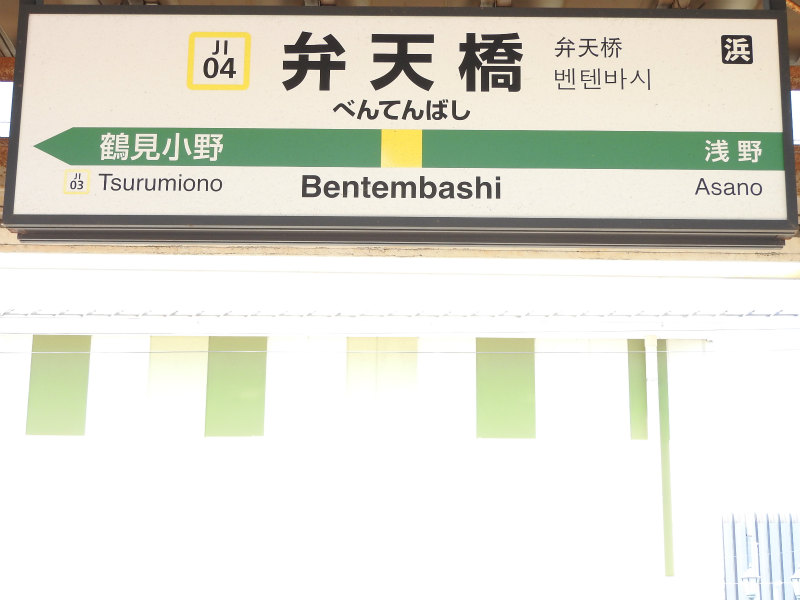 JI
04
弁天橋
弁天桥
벤텐바시
浜
べんてんばし
鶴見小野
浅野
JI
03
Tsurumiono
Bentembashi
Asano